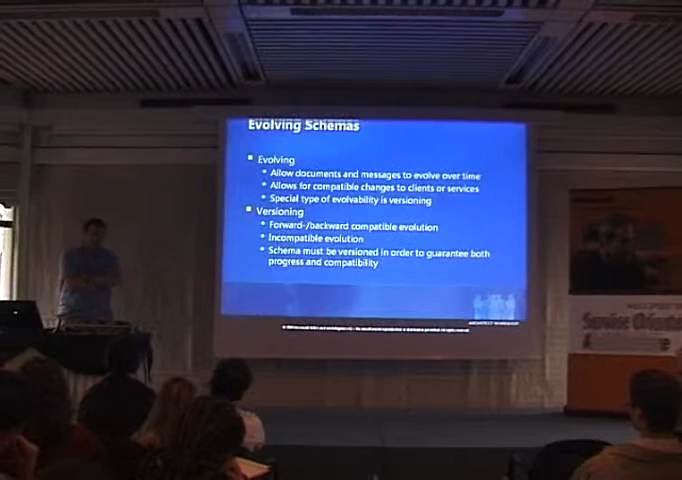 Evolving Schemas
Evolving
Allow documents and messages to evolve over time
Allows for compatible changes to clients or services
Special type of evolvability is versioning
Versioning
Forward-/backward compatible evolution
Incompatible evolution
Schema must be versioned in order to guarantee both
progress and compatibility
Service